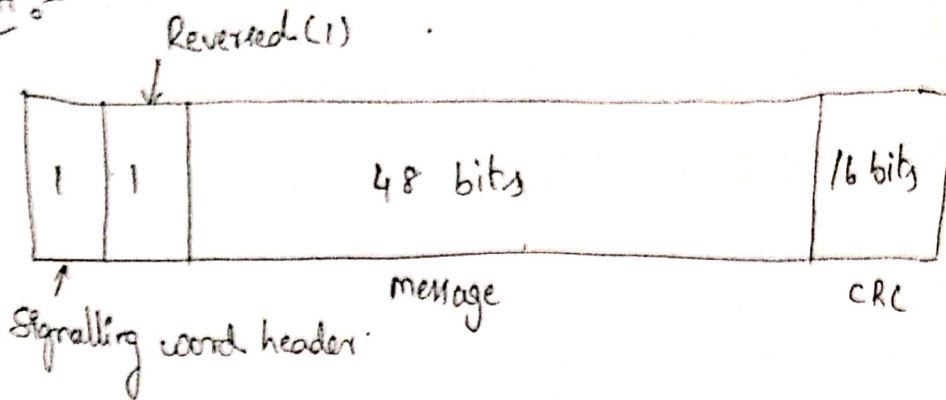 Reversed (1)
1 1 48 bits 16 bits
message CRC
Signalling word header.